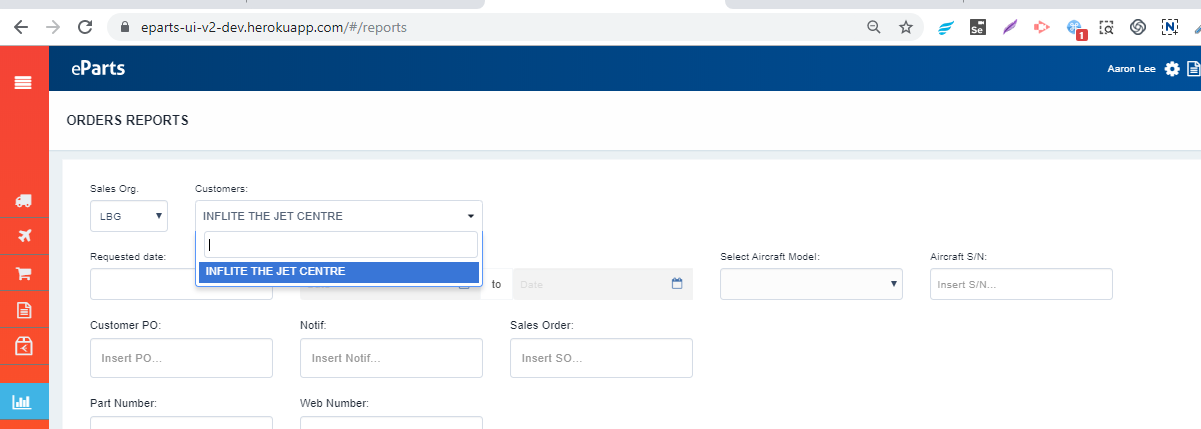 eparts-ui-v2-dev.herokuapp.com/#/reports
Se
1
N
eParts
Aaron Lee
ORDERS REPORTS
Sales Org.
Customers:
LBG
INFLITE THE JET CENTRE
INFLITE THE JET CENTRE
Requested date:
to
Date
Select Aircraft Model:
Aircraft S/N:
Insert S/N...
Customer PO:
Notif:
Sales Order:
Insert PO...
Insert Notif...
Insert SO...
Part Number:
Web Number: